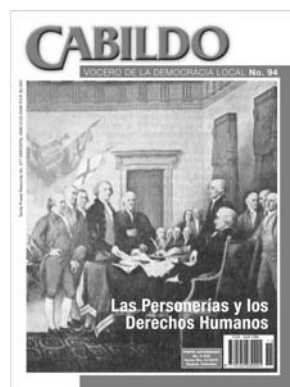 CABILDO
VOCERO DE LA DEMOCRACIA LOCAL No. 94
Las Personerías y los
Derechos Humanos